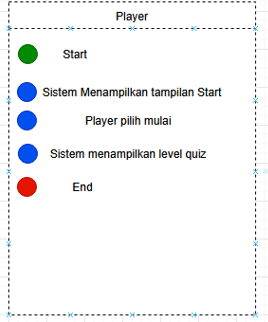 Player
Start
Sistem Menampilkan tampilan Start
Player pilih mulai
Sistem menampilkan level quiz
End